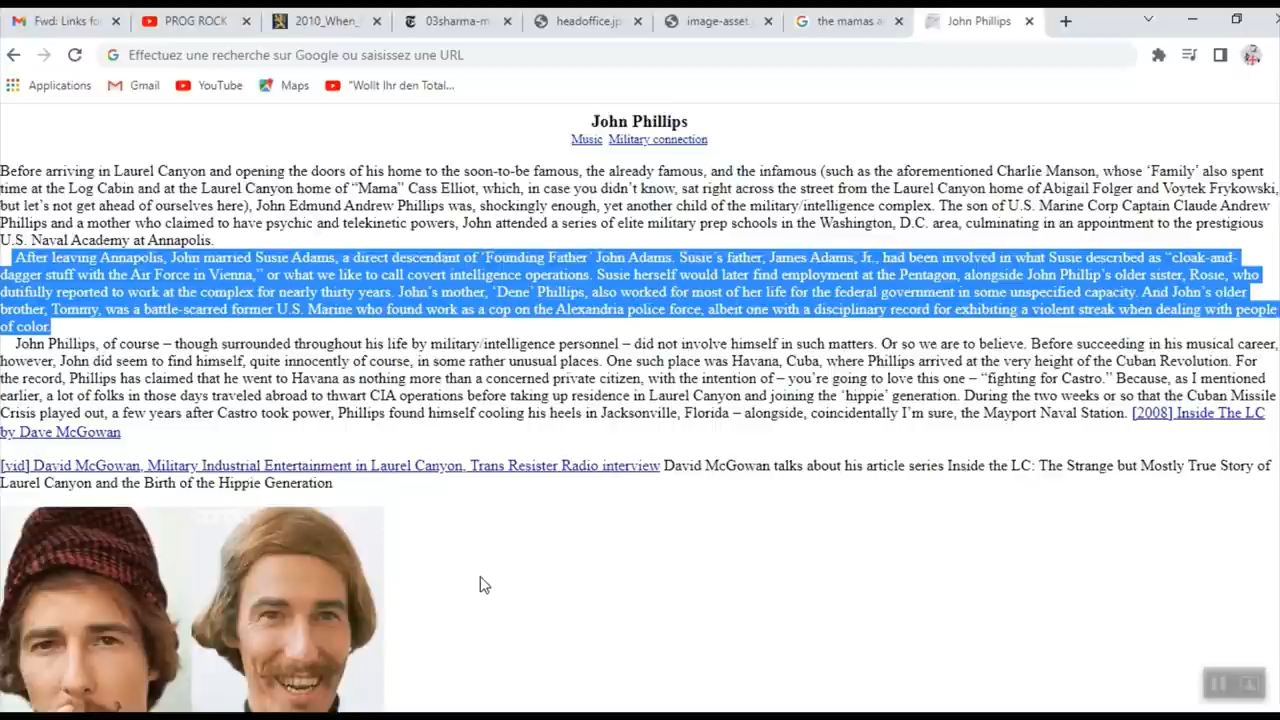 Fwd: Links fo
PROG ROCK
2010_When_
03sharma-m
headoffice.jp
image-asset
the mamas a
John Phillips
Effectuez une recherche sur Google ou saisissez une URL
Applications
Gmail
YouTube
Maps
"Wollt Ihr den Total...
John Phillips
Music Military connection
Before arriving in Laurel Canyon and opening the doors of his home to the soon-to-be famous, the already famous, and the infamous (such as the aforementioned Charlie Manson, whose ‘Family’ also spent
time at the Log Cabin and at the Laurel Canyon home of “Mama” Cass Elliot, which, in case you didn’t know, sat right across the street from the Laurel Canyon home of Abigail Folger and Voytek Frykowski,
but let’s not get ahead of ourselves here), John Edmund Andrew Phillips was, shockingly enough, yet another child of the military/intelligence complex. The son of U.S. Marine Corp Captain Claude Andrew
Phillips and a mother who claimed to have psychic and telekinetic powers, John attended a series of elite military prep schools in the Washington, D.C. area, culminating in an appointment to the prestigious
U.S. Naval Academy at Annapolis.
After leaving Annapolis, John married Susie Adams, a direct descendant of ‘Founding Father’ John Adams. Susie’s father, James Adams, Jr., had been involved in what Susie described as “cloak-and-
dagger stuff with the Air Force in Vienna,” or what we like to call covert intelligence operations. Susie herself would later find employment at the Pentagon, alongside John Phillip’s older sister, Rosie, who
dutifully reported to work at the complex for nearly thirty years. John’s mother, ‘Dene’ Phillips, also worked for most of her life for the federal government in some unspecified capacity. And John’s older
brother, Tommy, was a battle-scarred former U.S. Marine who found work as a cop on the Alexandria police force, albeit one with a disciplinary record for exhibiting a violent streak when dealing with people
of color.
John Phillips, of course – though surrounded throughout his life by military/intelligence personnel – did not involve himself in such matters. Or so we are to believe. Before succeeding in his musical career,
however, John did seem to find himself, quite innocently of course, in some rather unusual places. One such place was Havana, Cuba, where Phillips arrived at the very height of the Cuban Revolution. For
the record, Phillips has claimed that he went to Havana as nothing more than a concerned private citizen, with the intention of – you’re going to love this one – “fighting for Castro.” Because, as I mentioned
earlier, a lot of folks in those days traveled abroad to thwart CIA operations before taking up residence in Laurel Canyon and joining the ‘hippie’ generation. During the two weeks or so that the Cuban Missile
Crisis played out, a few years after Castro took power, Phillips found himself cooling his heels in Jacksonville, Florida – alongside, coincidentally I’m sure, the Mayport Naval Station. [2008] Inside The LC
by Dave McGowan
[vid] David McGowan, Military Industrial Entertainment in Laurel Canyon, Trans Resister Radio interview David McGowan talks about his article series Inside the LC: The Strange but Mostly True Story of
Laurel Canyon and the Birth of the Hippie Generation